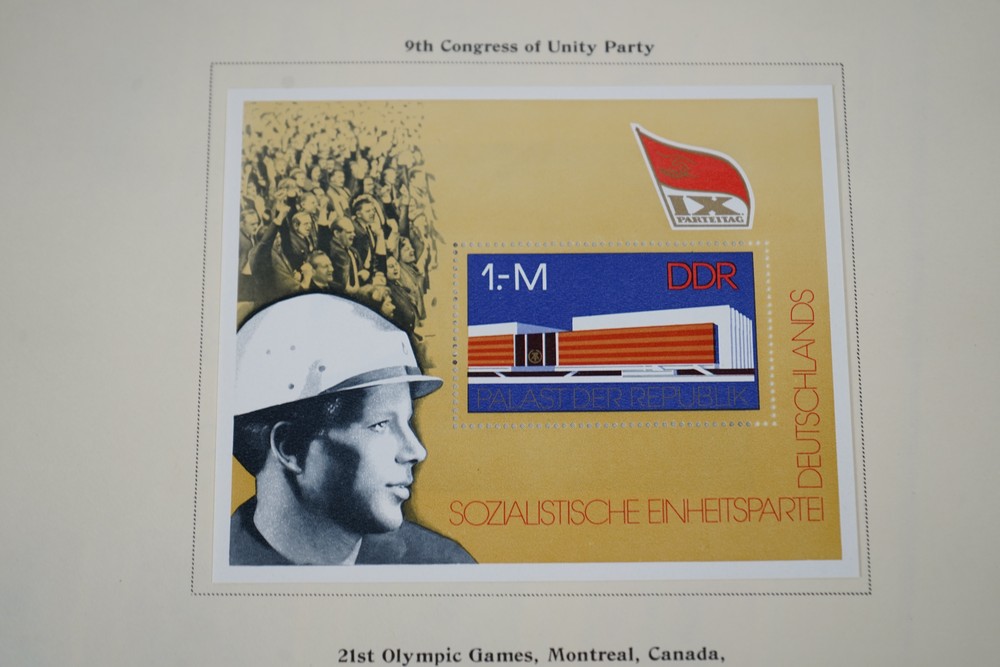 9th Congress of Unity Party
IX.
PARTEITAG
1.-M
DDR
PALAST DER REPUBLIK
DEUTSCHLANDS
SOZIALISTISCHE EINHEITSPARTEI
21st Olympic Games, Montreal, Canada,